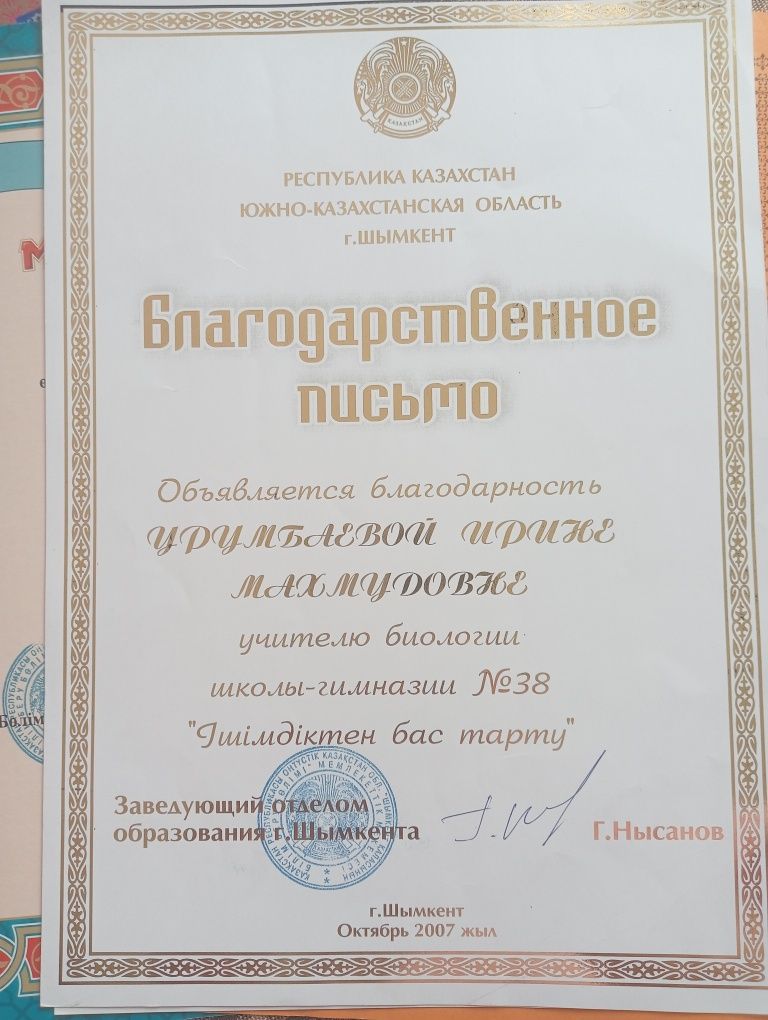 ҚАЗАҚСТАН
РЕСПУБЛИКА КАЗАХСТАН
ЮЖНО-КАЗАХСТАНСКАЯ ОБЛАСТЬ
г.ШЫМКЕНТ
Благодарственное
письмо
Объявляется благодарность
УРУМБАЕВОЙ ИРИНЕ
МАХМУДОВНЕ
учителю биологии
школы-гимназии №38
"Ішімдіктен бас тарту"
Заведующий отделом
образования г.Шымкента
Г.Нысанов
г.Шымкент
Октябрь 2007 жыл